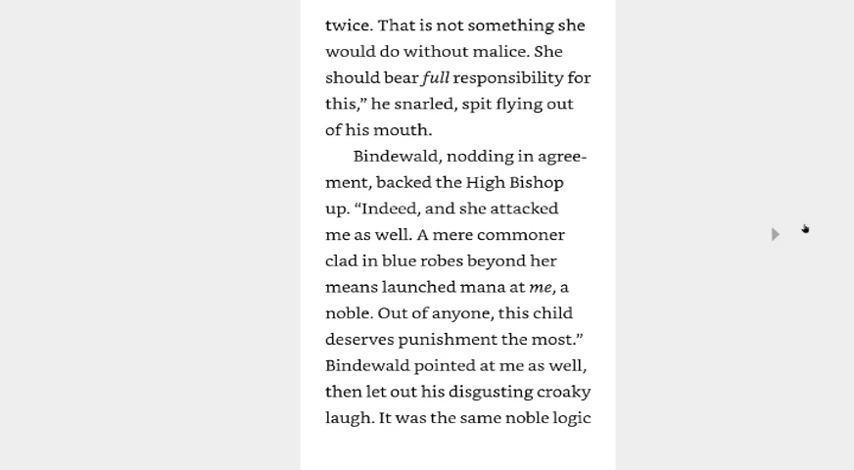 twice. That is not something she
would do without malice. She
should bear full responsibility for
this,” he snarled, spit flying out
of his mouth.
Bindewald, nodding in agree-
ment, backed the High Bishop
up. “Indeed, and she attacked
me as well. A mere commoner
clad in blue robes beyond her
means launched mana at me, a
noble. Out of anyone, this child
deserves punishment the most.”
Bindewald pointed at me as well,
then let out his disgusting croaky
laugh. It was the same noble logic